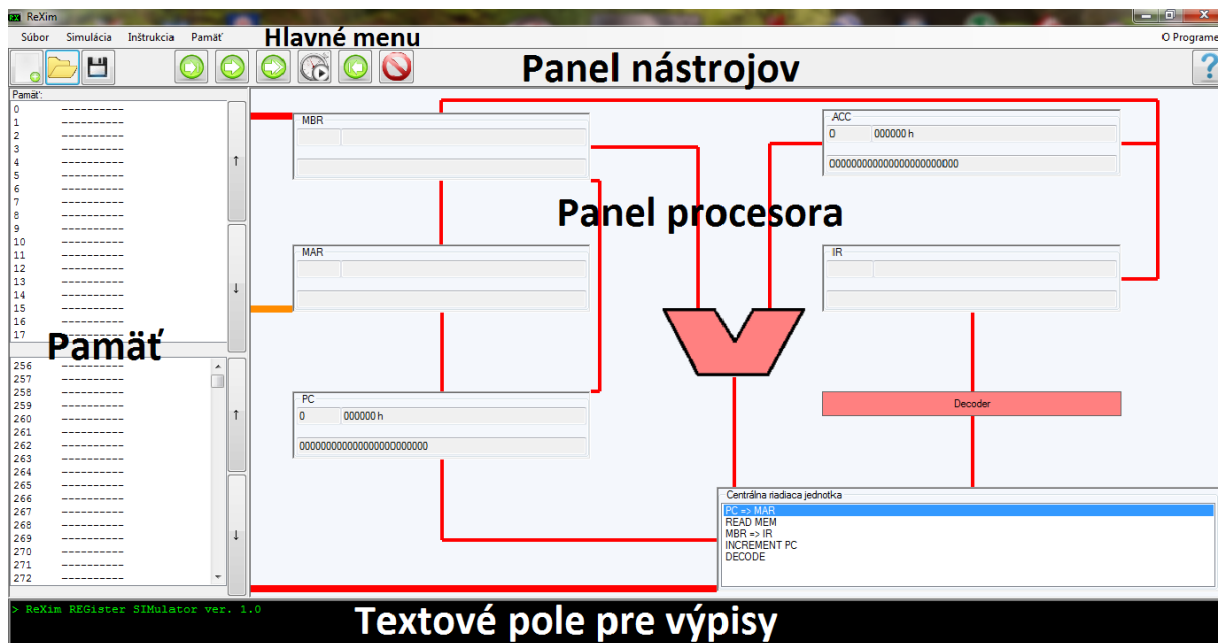 ReXim
Súbor Simulácia Inštrukcia Pamäť Hlavné menu O Programe
Panel nástrojov
Pamäť:
0 ----------
1 ----------
2 ----------
3 ----------
4 ----------
5 ----------
6 ----------
7 ----------
8 ----------
9 ----------
10 ----------
11 ----------
12 ----------
13 ----------
14 ----------
15 ----------
16 ----------
17 ----------
Pamäť
256 ----------
257 ----------
258 ----------
259 ----------
260 ----------
261 ----------
262 ----------
263 ----------
264 ----------
265 ----------
266 ----------
267 ----------
268 ----------
269 ----------
270 ----------
271 ----------
272 ----------
MBR
ACC
0 000000 h
000000000000000000000000
Panel procesora
MAR
IR
PC
0 000000 h
000000000000000000000000
Decoder
Centrálna riadiaca jednotka
PC => MAR
READ MEM
MBR => IR
INCREMENT PC
DECODE
> ReXim REGister SIMulator ver. 1.0
Textové pole pre výpisy